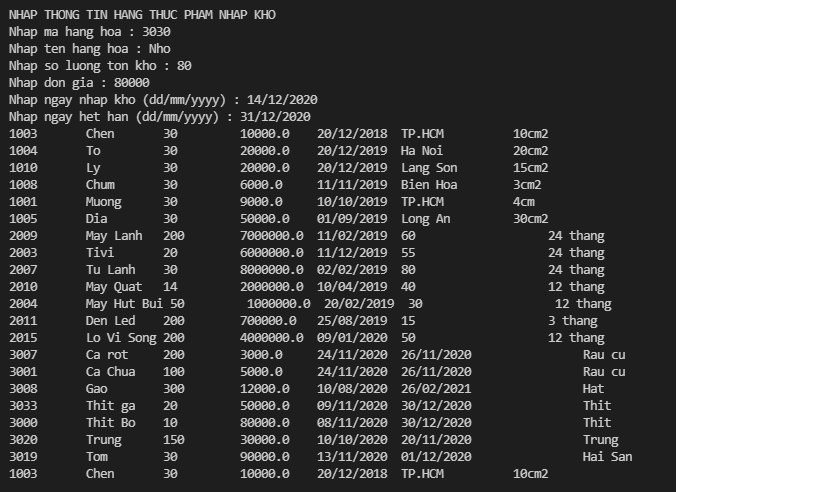 NHAP THONG TIN HANG THUC PHAM NHAP KHO
Nhap ma hang hoa : 3030
Nhap ten hang hoa : Nho
Nhap so luong ton kho : 80
Nhap don gia : 80000
Nhap ngay nhap kho (dd/mm/yyyy) : 14/12/2020
Nhap ngay het han (dd/mm/yyyy) : 31/12/2020
1003 Chen 30 10000.0 20/12/2018 TP.HCM 10cm2
1004 To 30 20000.0 20/12/2019 Ha Noi 20cm2
1010 Ly 30 20000.0 20/12/2019 Lang Son 15cm2
1008 Chum 30 6000.0 11/11/2019 Bien Hoa 3cm2
1001 Muong 30 9000.0 10/10/2019 TP.HCM 4cm
1005 Dia 30 50000.0 01/09/2019 Long An 30cm2
2009 May Lanh 200 7000000.0 11/02/2019 60 24 thang
2003 Tivi 20 6000000.0 11/12/2019 55 24 thang
2007 Tu Lanh 30 8000000.0 02/02/2019 80 24 thang
2010 May Quat 14 2000000.0 10/04/2019 40 12 thang
2004 May Hut Bui 50 1000000.0 20/02/2019 30 12 thang
2011 Den Led 200 700000.0 25/08/2019 15 3 thang
2015 Lo Vi Song 200 4000000.0 09/01/2020 50 12 thang
3007 Ca rot 200 3000.0 24/11/2020 26/11/2020 Rau cu
3001 Ca Chua 100 5000.0 24/11/2020 26/11/2020 Rau cu
3008 Gao 300 12000.0 10/08/2020 26/02/2021 Hat
3033 Thit ga 20 50000.0 09/11/2020 30/12/2020 Thit
3000 Thit Bo 10 80000.0 08/11/2020 30/12/2020 Thit
3020 Trung 150 30000.0 10/10/2020 20/11/2020 Trung
3019 Tom 30 90000.0 13/11/2020 01/12/2020 Hai San
1003 Chen 30 10000.0 20/12/2018 TP.HCM 10cm2